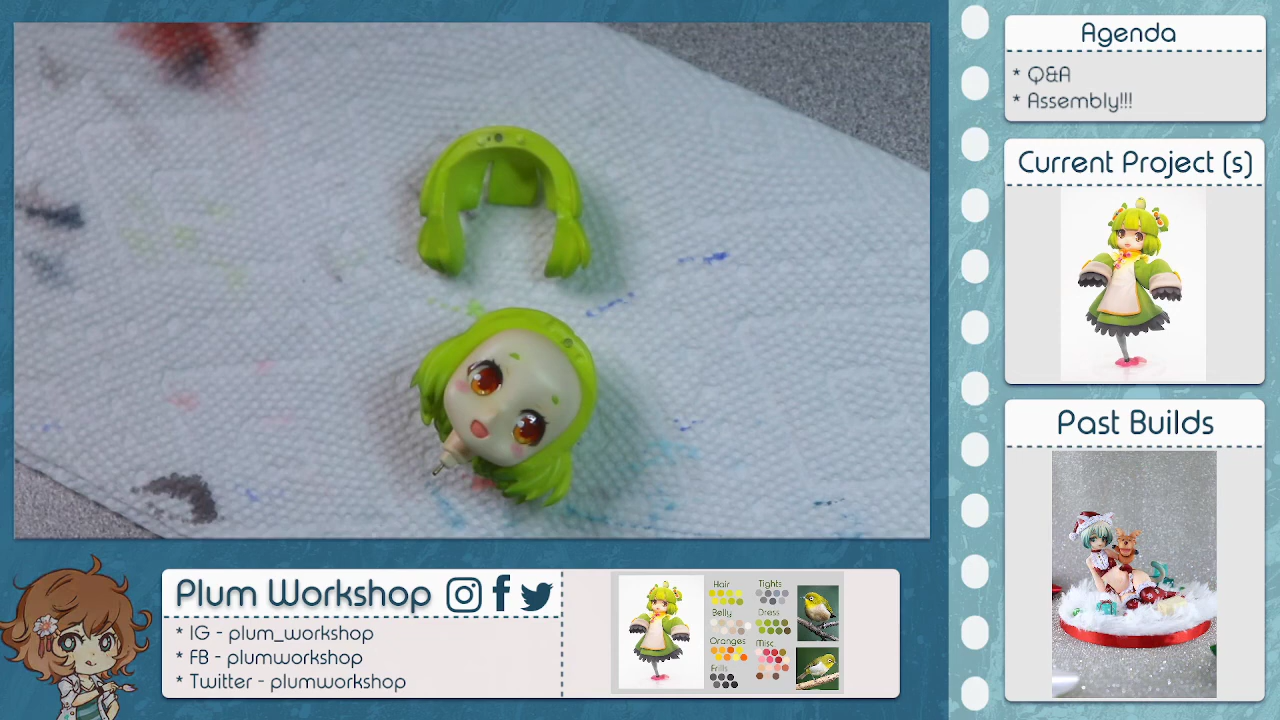 Agenda
* Q&A
* Assembly!!!
Current Project (s)
Past Builds
Plum Workshop
* IG - plum_workshop
* FB - plumworkshop
* Twitter - plumworkshop
Hair
Tights
Belly
Dress
Oranges
Misc.
Frills